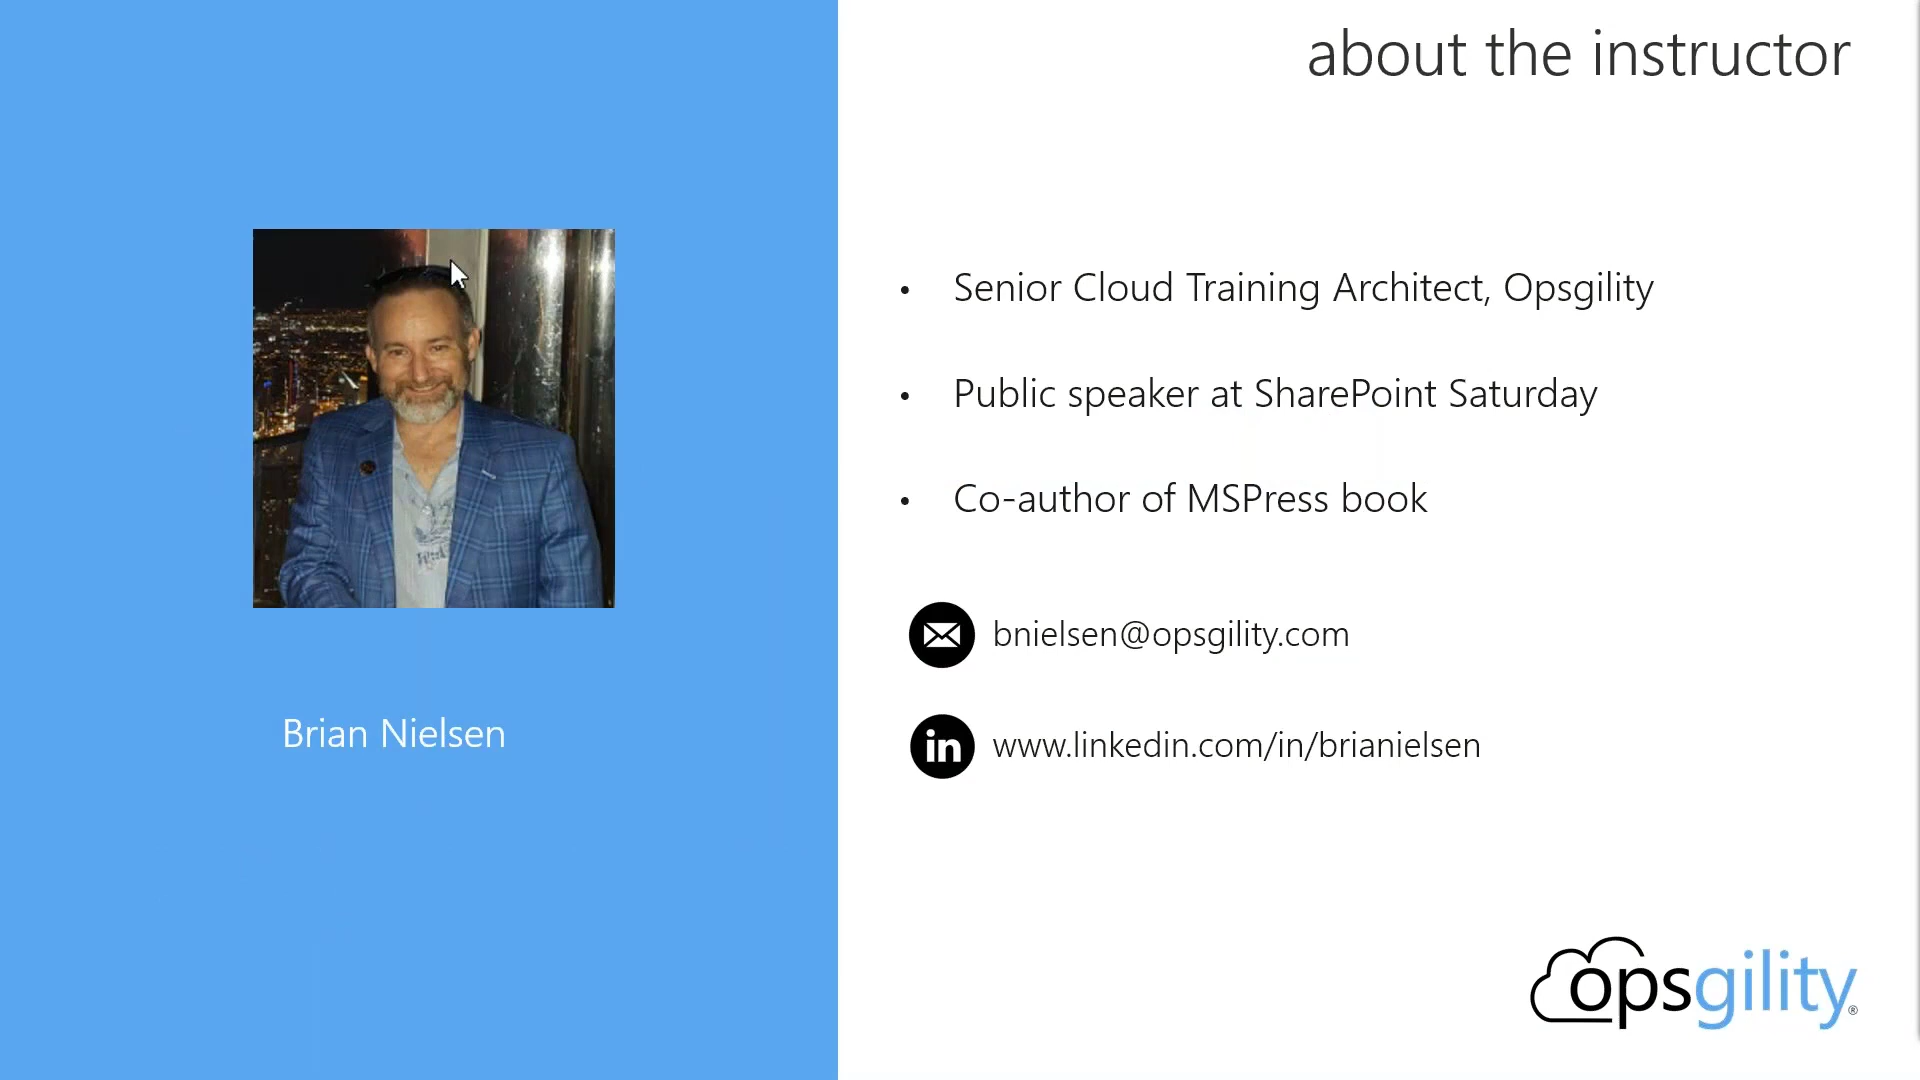 about the instructor
Brian Nielsen
• Senior Cloud Training Architect, Opsgility
• Public speaker at SharePoint Saturday
• Co-author of MSPress book
bnielsen@opsgility.com
in www.linkedin.com/in/brianielsen
opsgility®